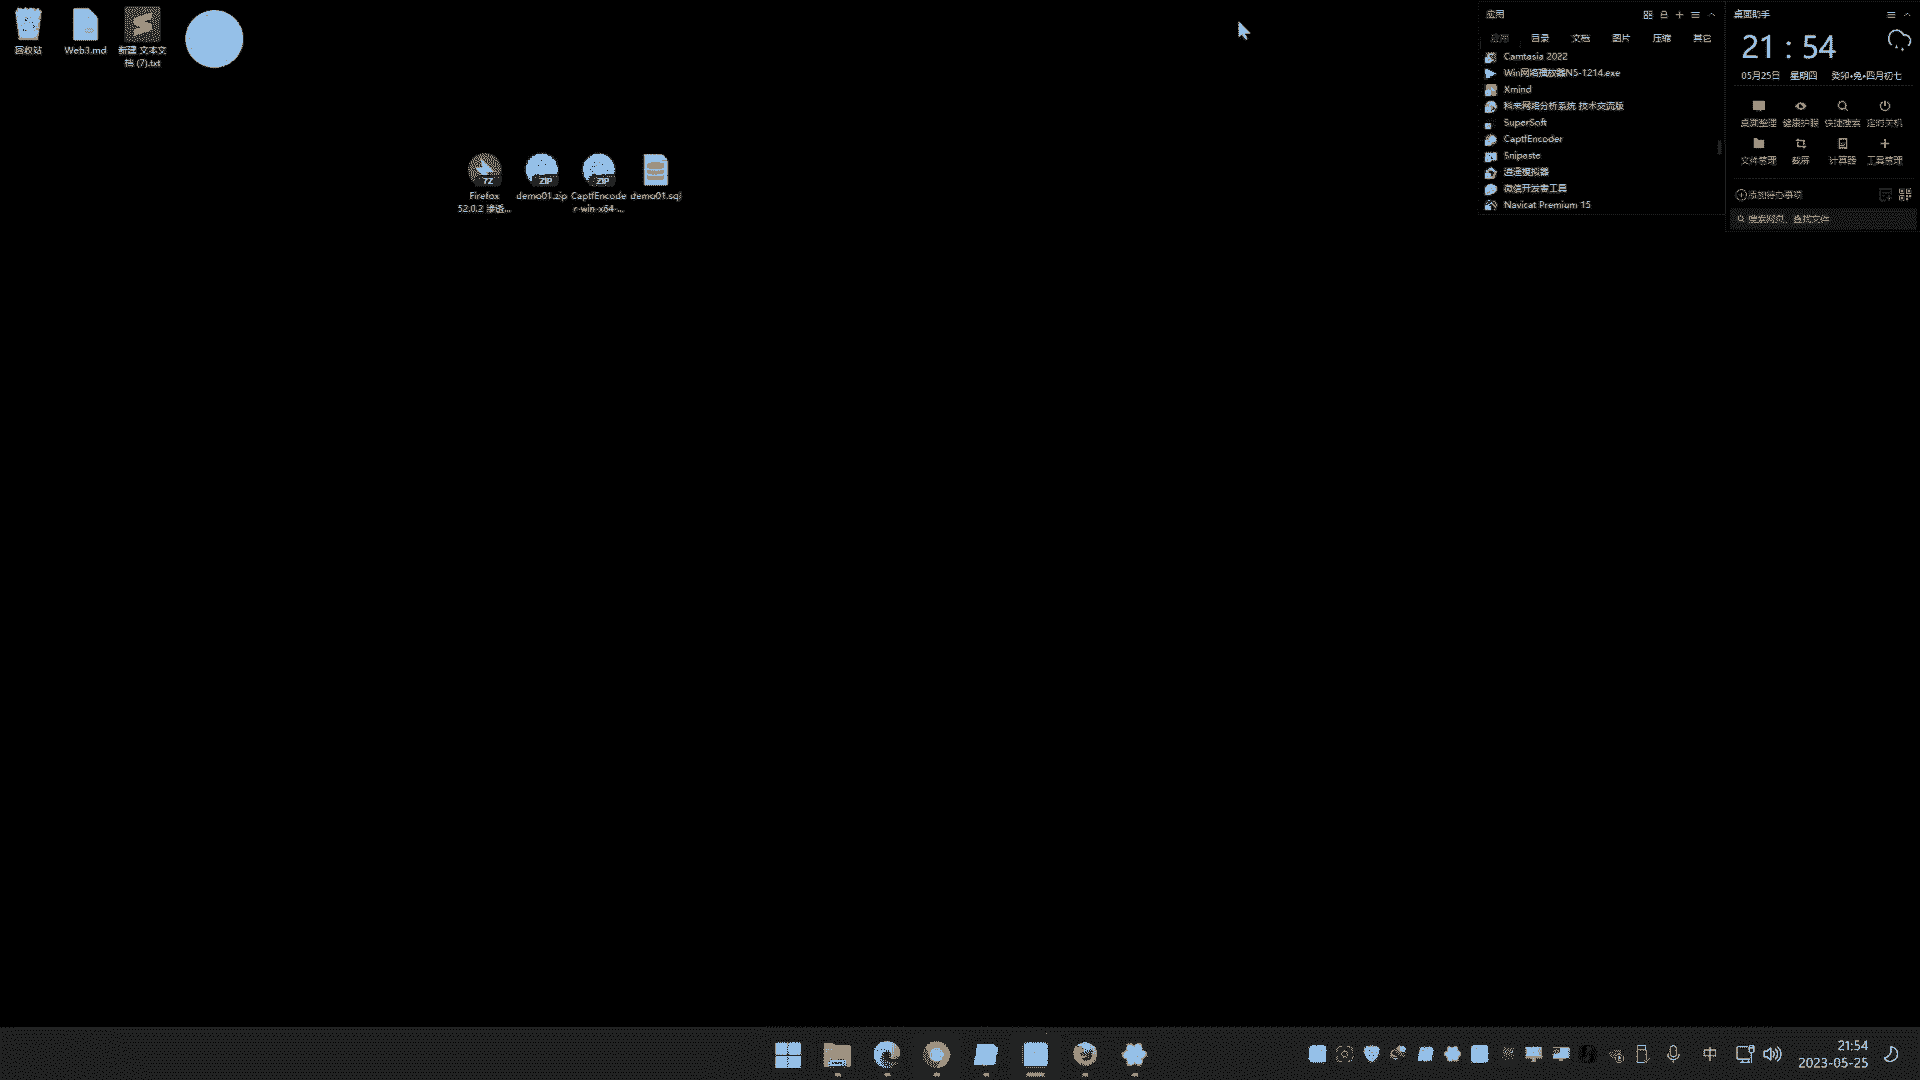 回收站
Web3.md
新建 文本文
档 (7).txt
7Z
Firefox
52.0.2 渗透...
ZIP
demo01.zip
ZIP
CaptfEncode
r-win-x64-...
demo01.sql
应用
应用 目录 文档 图片 压缩 其它
Camtasia 2022
Win网络播放器NS-1214.exe
Xmind
科来网络分析系统 技术交流版
SuperSoft
CaptfEncoder
Snipaste
逍遥模拟器
微信开发者工具
Navicat Premium 15
桌面助手
21 : 54
05月25日 星期四 癸卯•兔•四月初七
桌面整理 健康护眼 快捷搜索 定时关机
文件管理 截屏 计算器 工具管理
添加待办事项
搜索网页、查找文件
中
21:54
2023-05-25